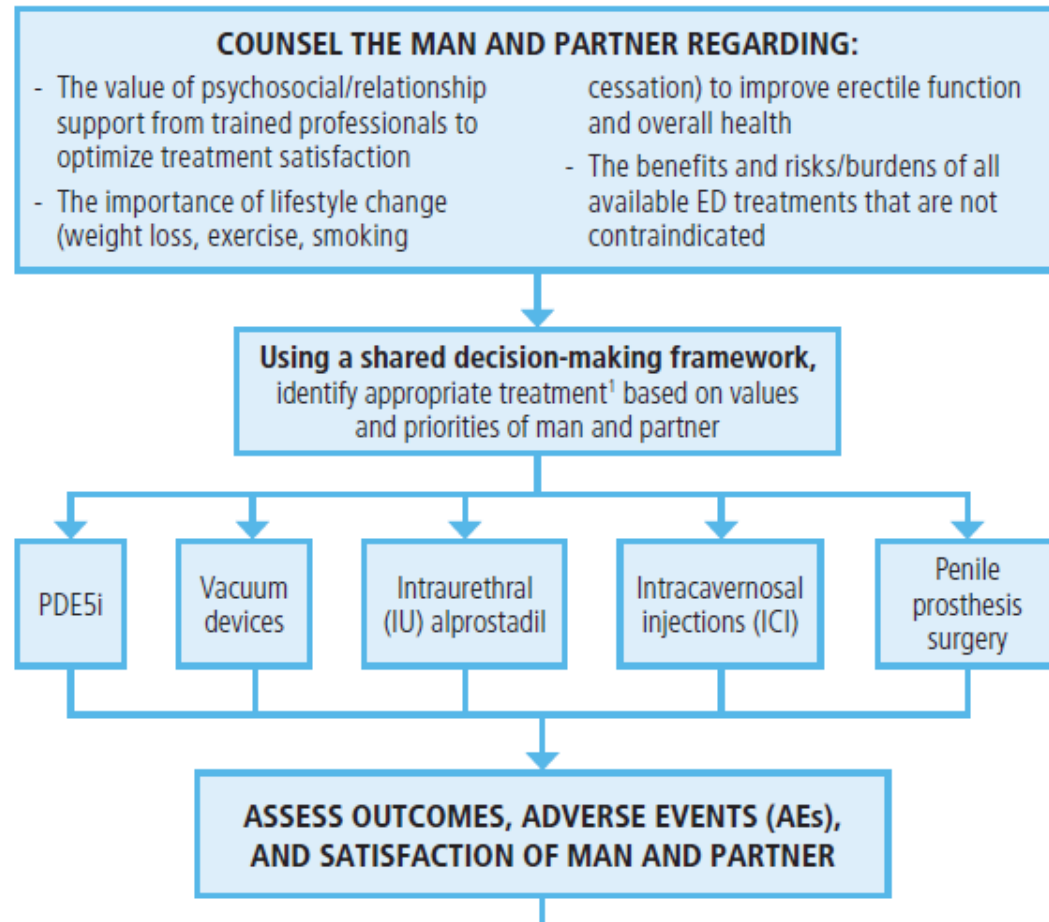 COUNSEL THE MAN AND PARTNER REGARDING:
- The value of psychosocial/relationship
support from trained professionals to
optimize treatment satisfaction
- The importance of lifestyle change
(weight loss, exercise, smoking
cessation) to improve erectile function
and overall health
- The benefits and risks/burdens of all
available ED treatments that are not
contraindicated
Using a shared decision-making framework,
identify appropriate treatment¹ based on values
and priorities of man and partner
PDE5i
Vacuum
devices
Intraurethral
(IU) alprostadil
Intracavernosal
injections (ICI)
Penile
prosthesis
surgery
ASSESS OUTCOMES, ADVERSE EVENTS (AEs),
AND SATISFACTION OF MAN AND PARTNER